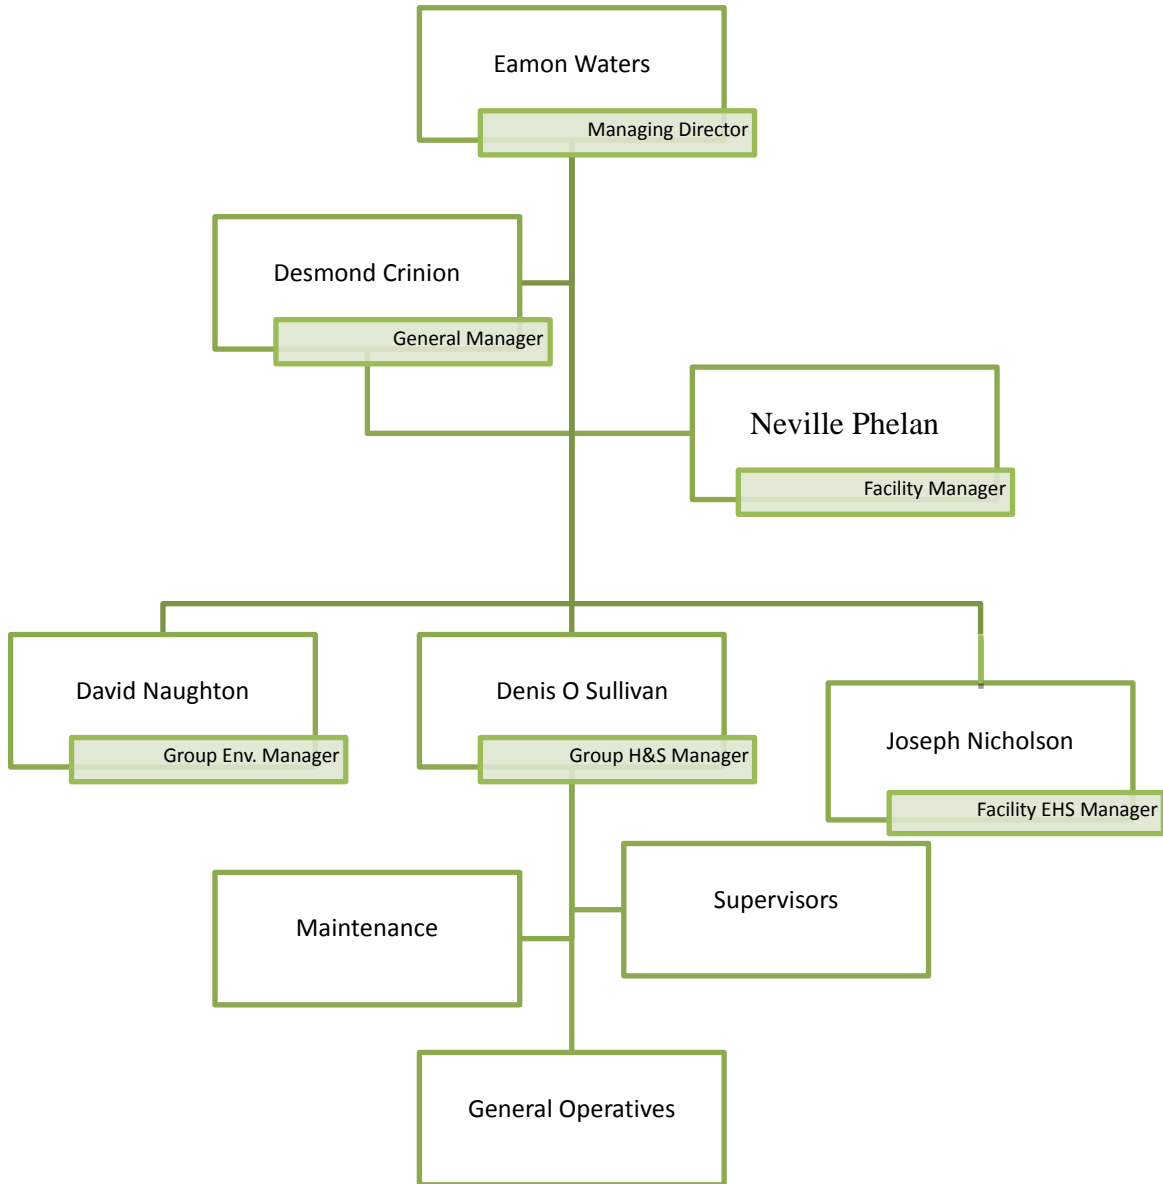 Eamon Waters
Managing Director
Desmond Crinion
General Manager
Neville Phelan
Facility Manager
David Naughton
Group Env. Manager
Denis O Sullivan
Group H&S Manager
Joseph Nicholson
Facility EHS Manager
Maintenance
Supervisors
General Operatives